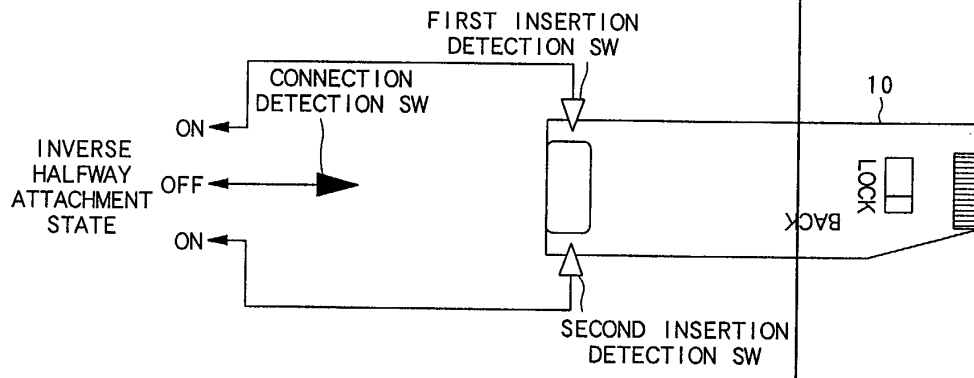 FIRST INSERTION
DETECTION SW
CONNECTION
DETECTION SW
10
ON
INVERSE
HALFWAY
ATTACHMENT
STATE
OFF
ON
LOCK
BACK
SECOND INSERTION
DETECTION SW